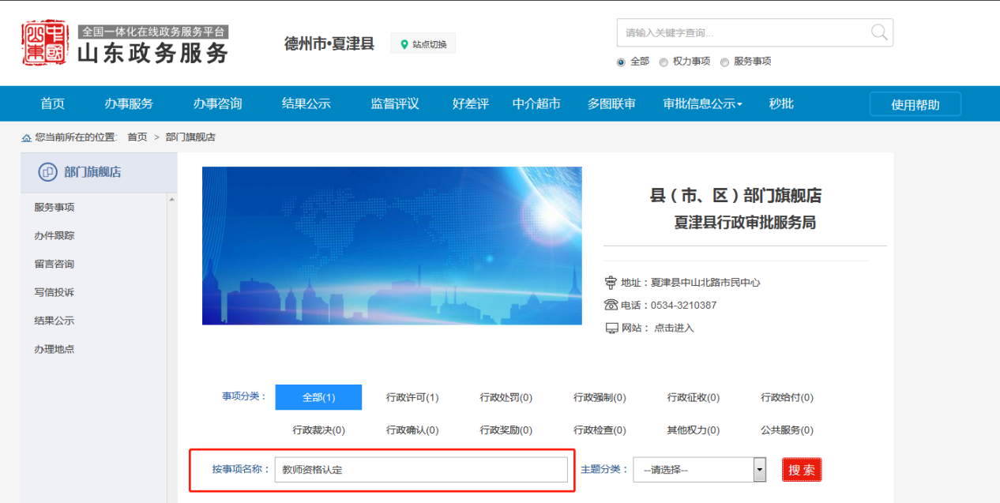 全国一体化在线政务服务平台
山东政务服务
德州市•夏津县
站点切换
请输入关键字查询...
全部 权力事项 服务事项
首页 办事服务 办事咨询 结果公示 监督评议 好差评 中介超市 多图联审 审批信息公示 秒批 使用帮助
您当前所在的位置: 首页 > 部门旗舰店
部门旗舰店
服务事项
办件跟踪
留言咨询
写信投诉
结果公示
办理地点
县（市、区）部门旗舰店
夏津县行政审批服务局
地址：夏津县中山北路市民中心
电话：0534-3210387
网站： 点击进入
事项分类： 全部(1) 行政许可(1) 行政处罚(0) 行政强制(0) 行政征收(0) 行政给付(0)
行政裁决(0) 行政确认(0) 行政奖励(0) 行政检查(0) 其他权力(0) 公共服务(0)
按事项名称： 教师资格认定 主题分类： --请选择-- 搜索